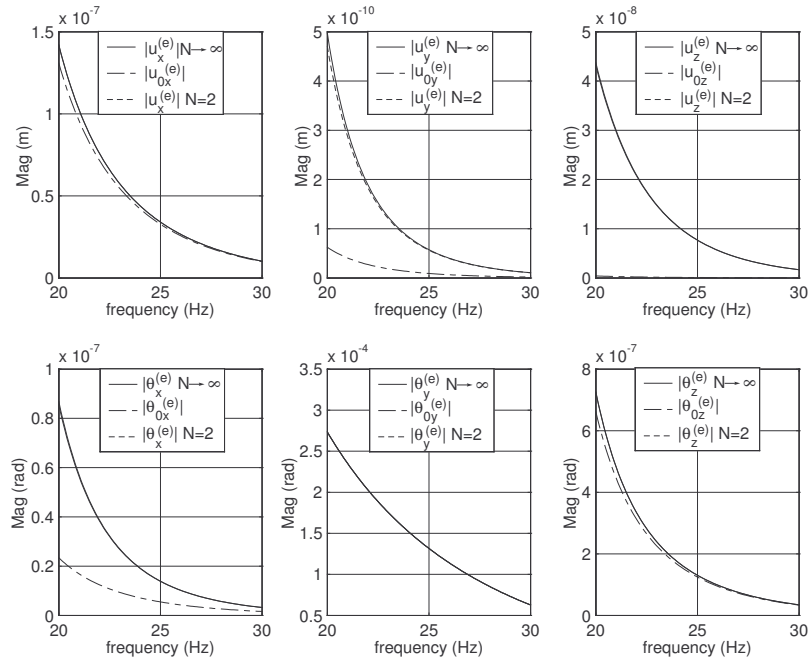 x 10^-7
1.5
1
0.5
0
Mag (m)
|u_x^(e)|N→∞
|u_0x^(e)|
|u_x^(e)| N=2
20 25 30
frequency (Hz)
x 10^-10
5
4
3
2
1
0
Mag (m)
|u_y^(e) N→∞
|u_0y^(e)|
|u_y^(e)| N=2
20 25 30
frequency (Hz)
x 10^-8
5
4
3
2
1
0
Mag (m)
|u_z^(e) N→∞
|u_0z^(e)|
|u_z^(e)| N=2
20 25 30
frequency (Hz)
x 10^-7
1
0.8
0.6
0.4
0.2
0
Mag (rad)
|θ_x^(e) N→∞
|θ_0x^(e)|
|θ_x^(e)| N=2
20 25 30
frequency (Hz)
x 10^-4
3.5
3
2.5
2
1.5
1
0.5
Mag (rad)
|θ_y^(e) N→∞
|θ_0y^(e)|
|θ_y^(e)| N=2
20 25 30
frequency (Hz)
x 10^-7
8
6
4
2
0
Mag (rad)
|θ_z^(e) N→∞
|θ_0z^(e)|
|θ_z^(e)| N=2
20 25 30
frequency (Hz)